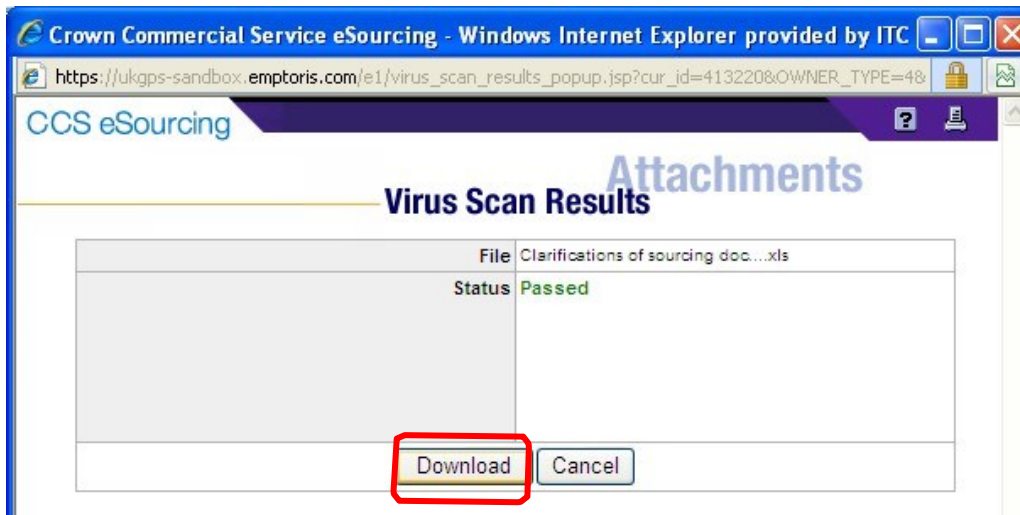 Crown Commercial Service eSourcing - Windows Internet Explorer provided by ITC
https://ukgps-sandbox.emptoris.com/e1/virus_scan_results_popup.jsp?cur_id=413220&OWNER_TYPE=4&
CCS eSourcing
?
Attachments
Virus Scan Results
File Clarifications of sourcing doc....xls
Status Passed
Download Cancel